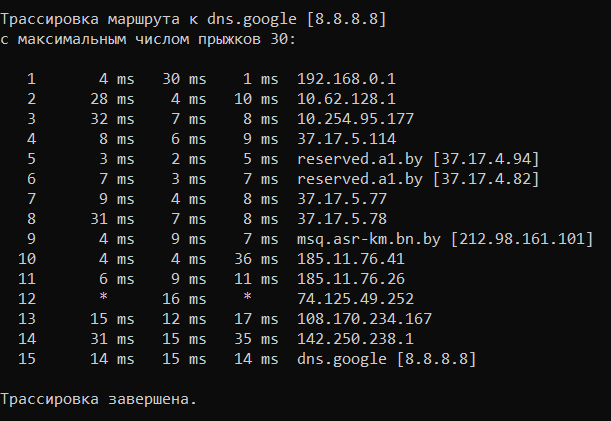 Трассировка маршрута к dns.google [8.8.8.8]
с максимальным числом прыжков 30:
1 4 ms 30 ms 1 ms 192.168.0.1
2 28 ms 4 ms 10 ms 10.62.128.1
3 32 ms 7 ms 8 ms 10.254.95.177
4 8 ms 6 ms 9 ms 37.17.5.114
5 3 ms 2 ms 5 ms reserved.a1.by [37.17.4.94]
6 7 ms 3 ms 7 ms reserved.a1.by [37.17.4.82]
7 9 ms 4 ms 8 ms 37.17.5.77
8 31 ms 7 ms 8 ms 37.17.5.78
9 4 ms 9 ms 7 ms msq.asr-km.bn.by [212.98.161.101]
10 4 ms 4 ms 36 ms 185.11.76.41
11 6 ms 9 ms 11 ms 185.11.76.26
12 * 16 ms * 74.125.49.252
13 15 ms 12 ms 17 ms 108.170.234.167
14 31 ms 15 ms 35 ms 142.250.238.1
15 14 ms 15 ms 14 ms dns.google [8.8.8.8]
Трассировка завершена.